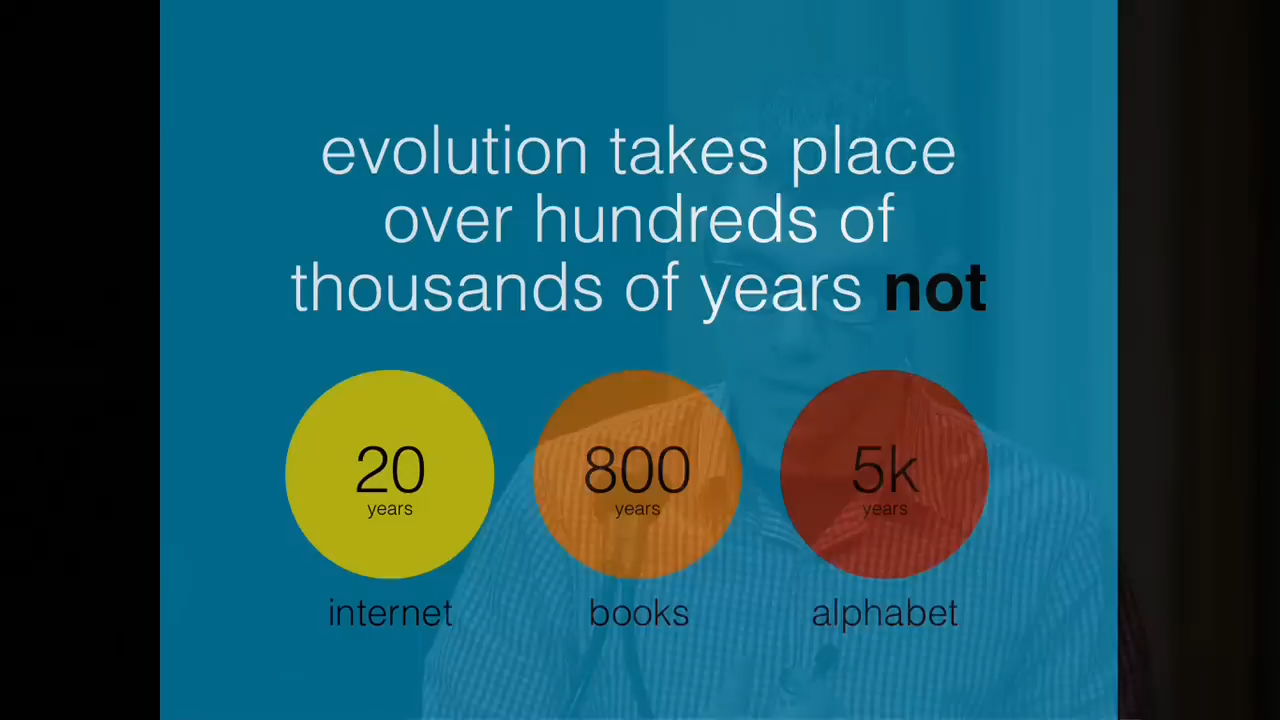 evolution takes place
over hundreds of
thousands of years not
20 800 5k
years years years
internet books alphabet